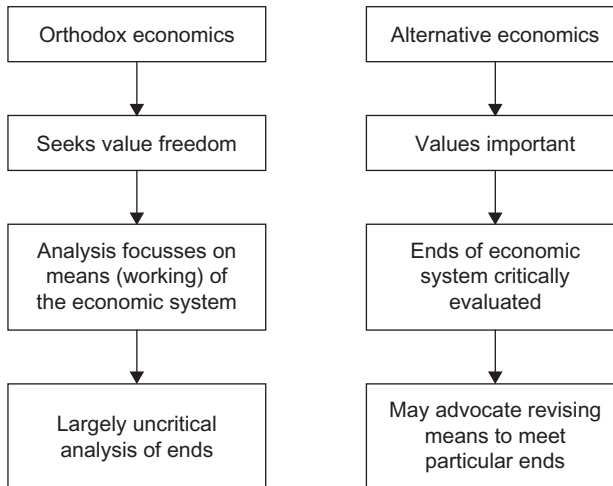 Orthodox economics
Seeks value freedom
Analysis focusses on
means (working) of
the economic system
Largely uncritical
analysis of ends
Alternative economics
Values important
Ends of economic
system critically
evaluated
May advocate revising
means to meet
particular ends